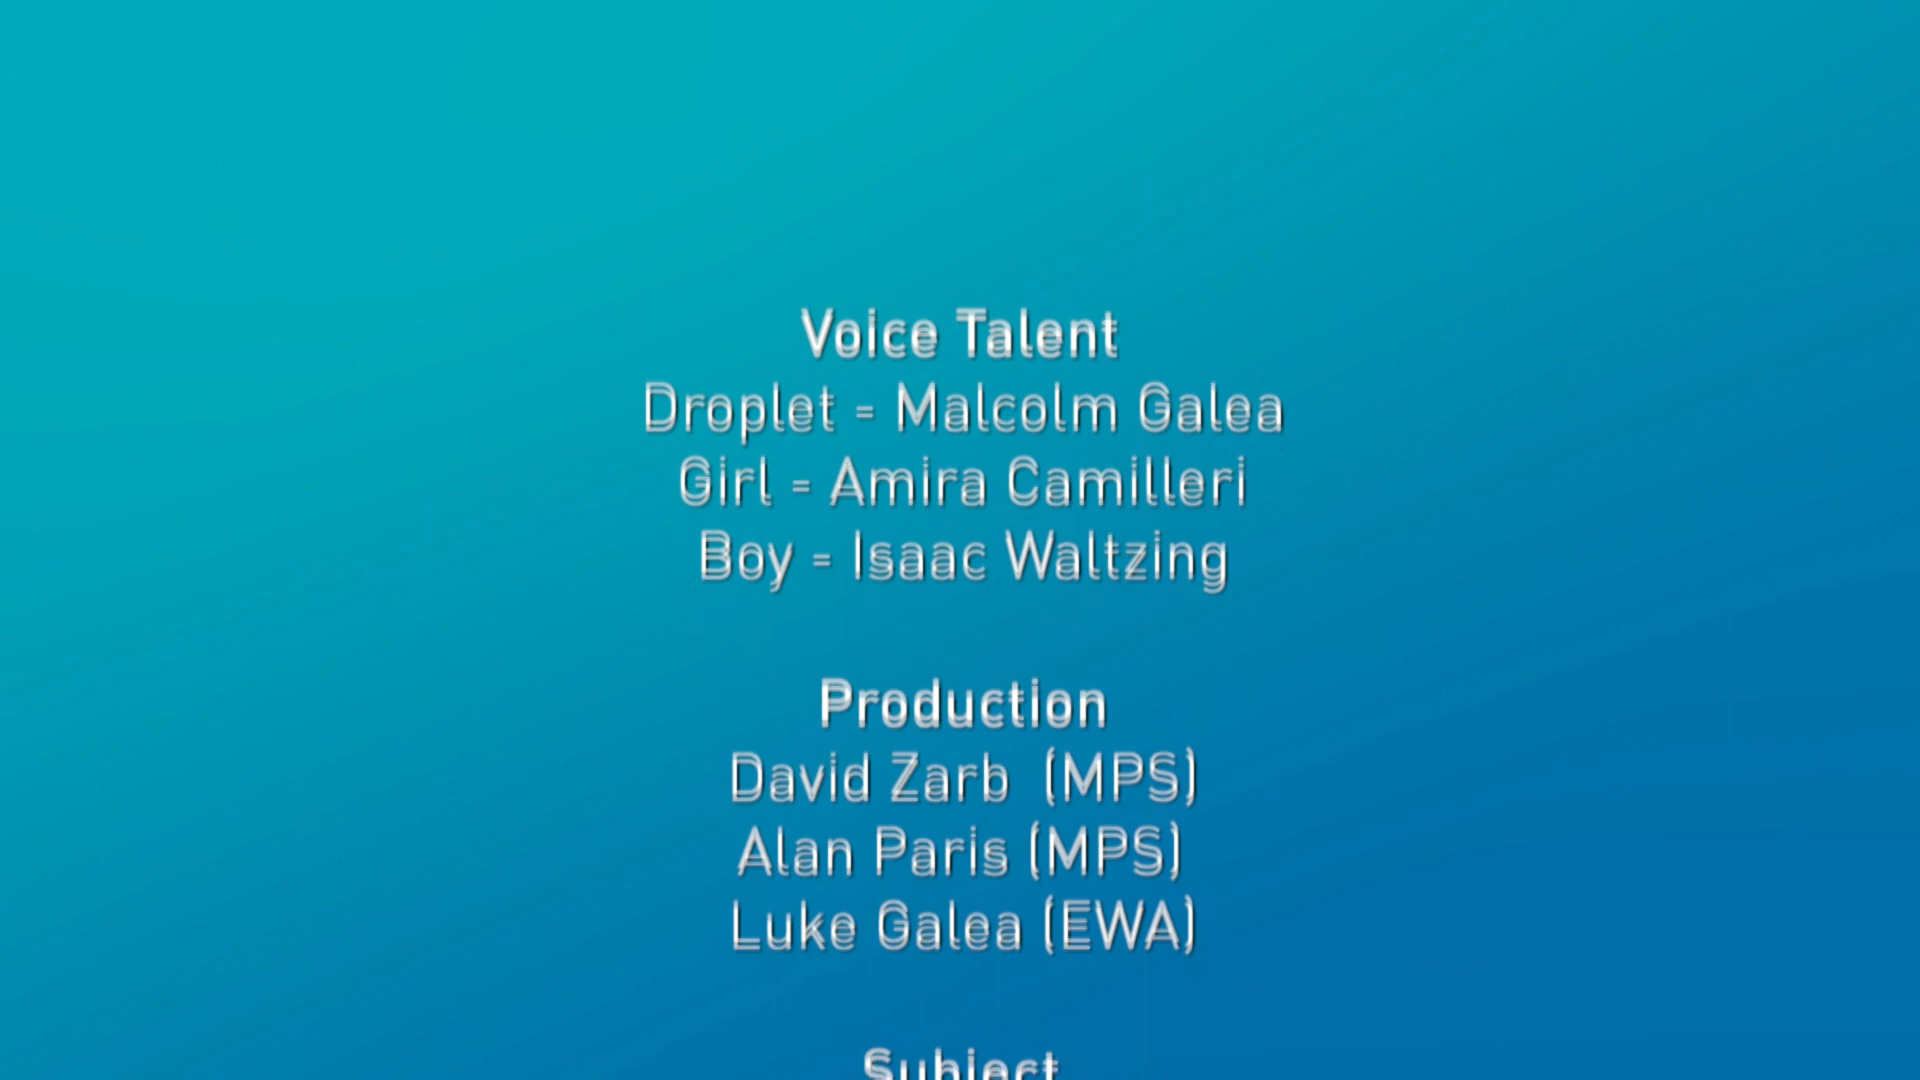 Voice Talent
Droplet = Malcolm Galea
Girl = Amira Camilleri
Boy = Isaac Waltzing
Production
David Zarb (MPS)
Alan Paris (MPS)
Luke Galea (EWA)
Subject